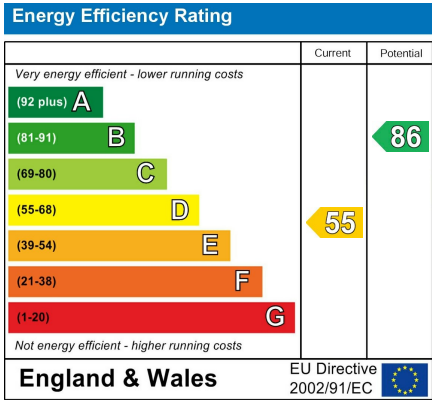 Energy Efficiency Rating
Current Potential
Very energy efficient - lower running costs
(92 plus) A
(81-91) B 86
(69-80) C
(55-68) D 55
(39-54) E
(21-38) F
(1-20) G
Not energy efficient - higher running costs
England & Wales
EU Directive
2002/91/EC